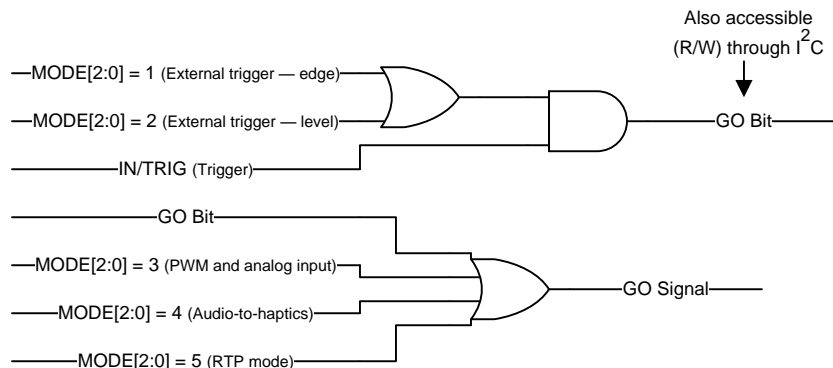 Also accessible
(R/W) through I²C
MODE[2:0] = 1 (External trigger — edge)
MODE[2:0] = 2 (External trigger — level)
GO Bit
IN/TRIG (Trigger)
GO Bit
MODE[2:0] = 3 (PWM and analog input)
GO Signal
MODE[2:0] = 4 (Audio-to-haptics)
MODE[2:0] = 5 (RTP mode)